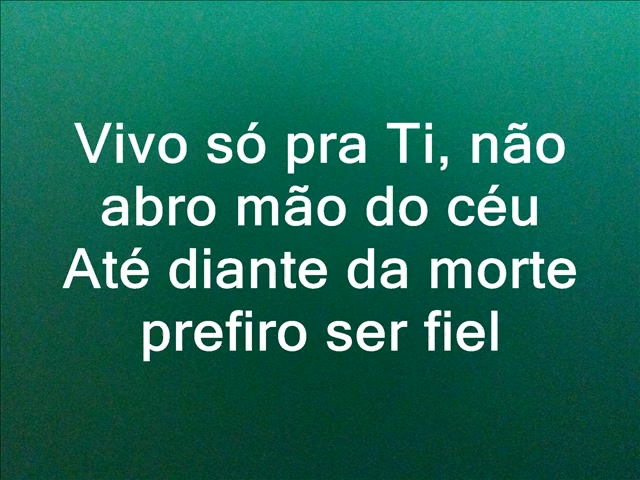 Vivo só pra Ti, não
abro mão do céu
Até diante da morte
prefiro ser fiel